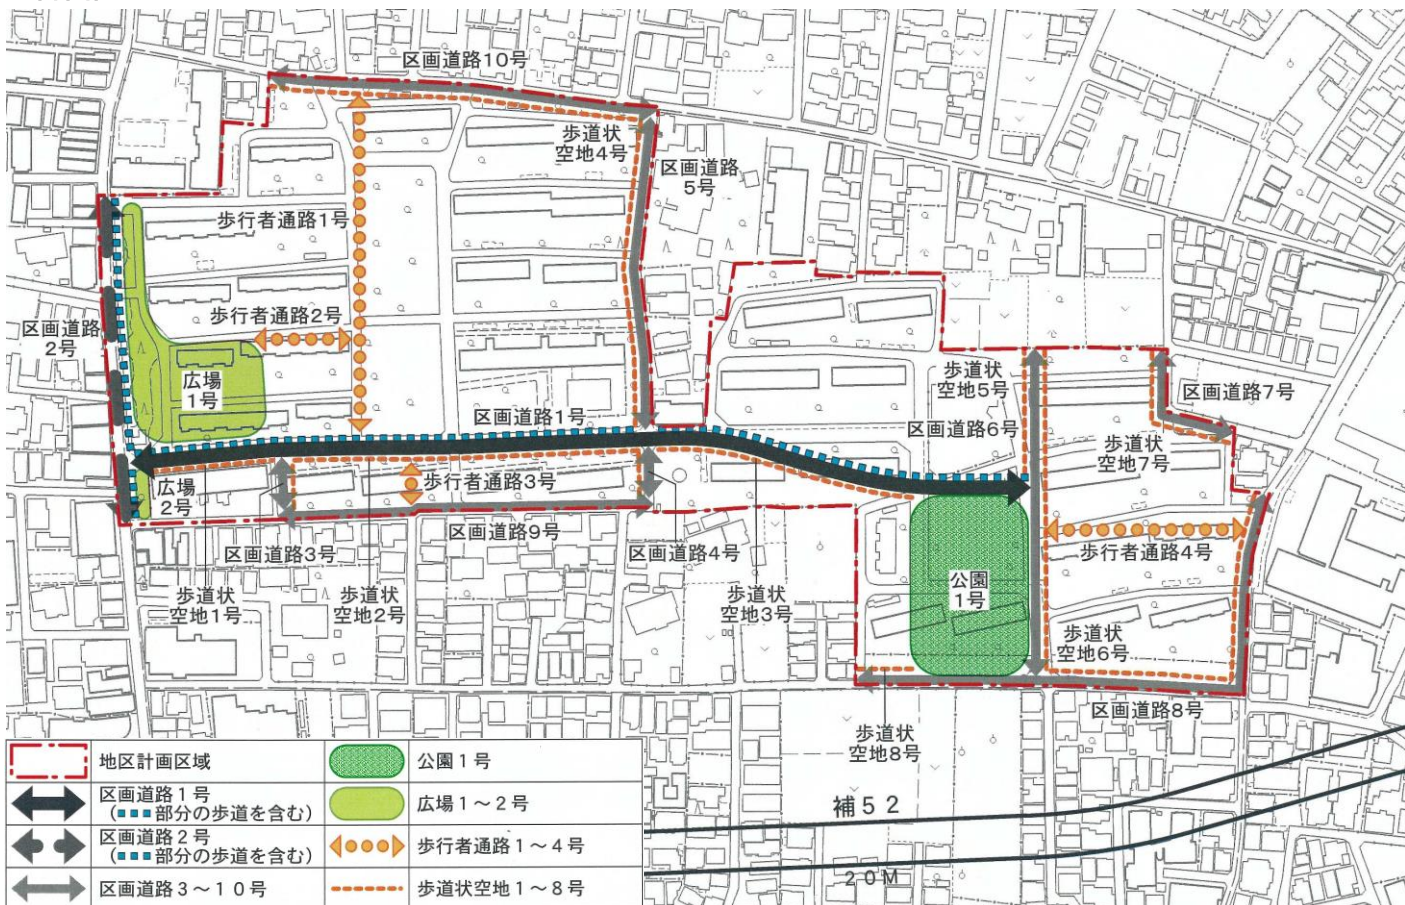 区画道路10号
歩道状
空地4号
区画道路
5号
歩行者通路1号
区画道路
2号
歩行者通路2号
広場
1号
区画道路1号
歩道状
空地5号
区画道路7号
区画道路6号
歩道状
空地7号
広場
2号
歩行者通路3号
区画道路3号
区画道路9号
区画道路4号
歩行者通路4号
歩道状
空地1号
歩道状
空地2号
歩道状
空地3号
公園
1号
歩道状
空地6号
区画道路8号
歩道状
空地8号
補52
20M
地区計画区域
公園1号
区画道路1号
(部分の歩道を含む)
広場1~2号
区画道路2号
(部分の歩道を含む)
歩行者通路1~4号
区画道路3~10号
歩道状空地1~8号